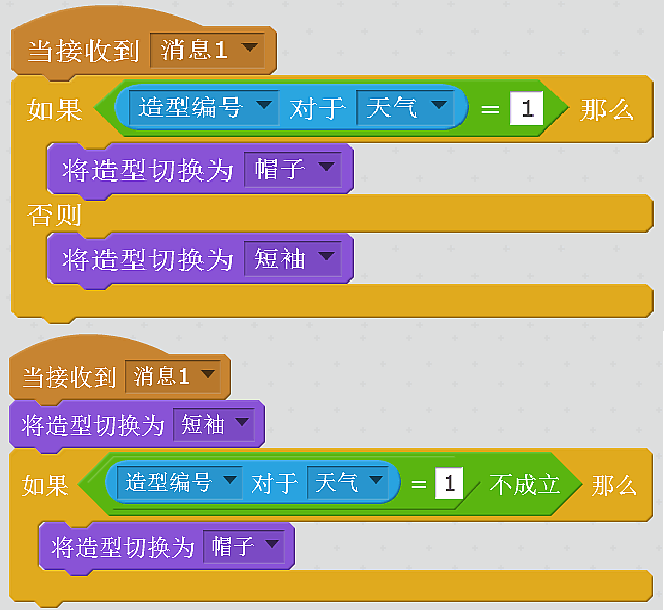 当接收到 消息1
如果 造型编号 对于 天气 = 1 那么
将造型切换为 帽子
否则
将造型切换为 短袖
当接收到 消息1
将造型切换为 短袖
如果 造型编号 对于 天气 = 1 不成立 那么
将造型切换为 帽子